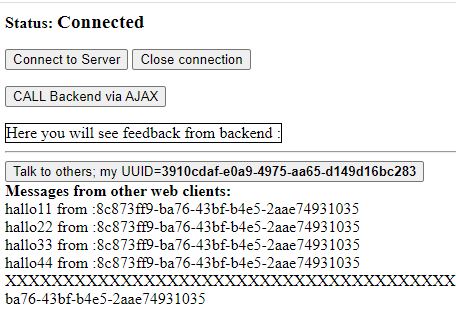 Status: Connected
Connect to Server Close connection
CALL Backend via AJAX
Here you will see feedback from backend :
Talk to others; my UUID=3910cdaf-e0a9-4975-aa65-d149d16bc283
Messages from other web clients:
hallo11 from :8c873ff9-ba76-43bf-b4e5-2aae74931035
hallo22 from :8c873ff9-ba76-43bf-b4e5-2aae74931035
hallo33 from :8c873ff9-ba76-43bf-b4e5-2aae74931035
hallo44 from :8c873ff9-ba76-43bf-b4e5-2aae74931035
XXXXXXXXXXXXXXXXXXXXXXXXXXXXXXXXXXXXXXX
ba76-43bf-b4e5-2aae74931035